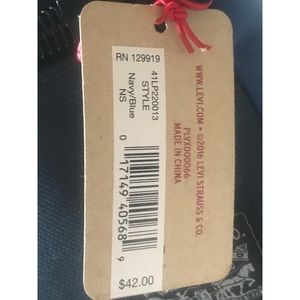 RN 129919
41LP220013
STYLE
Navy/Blue
NS
0 17149 40568 9
$42.00
WWW.LEVI.COM • ©2016 LEVI STRAUSS & CO.
PLVX000066
MADE IN CHINA